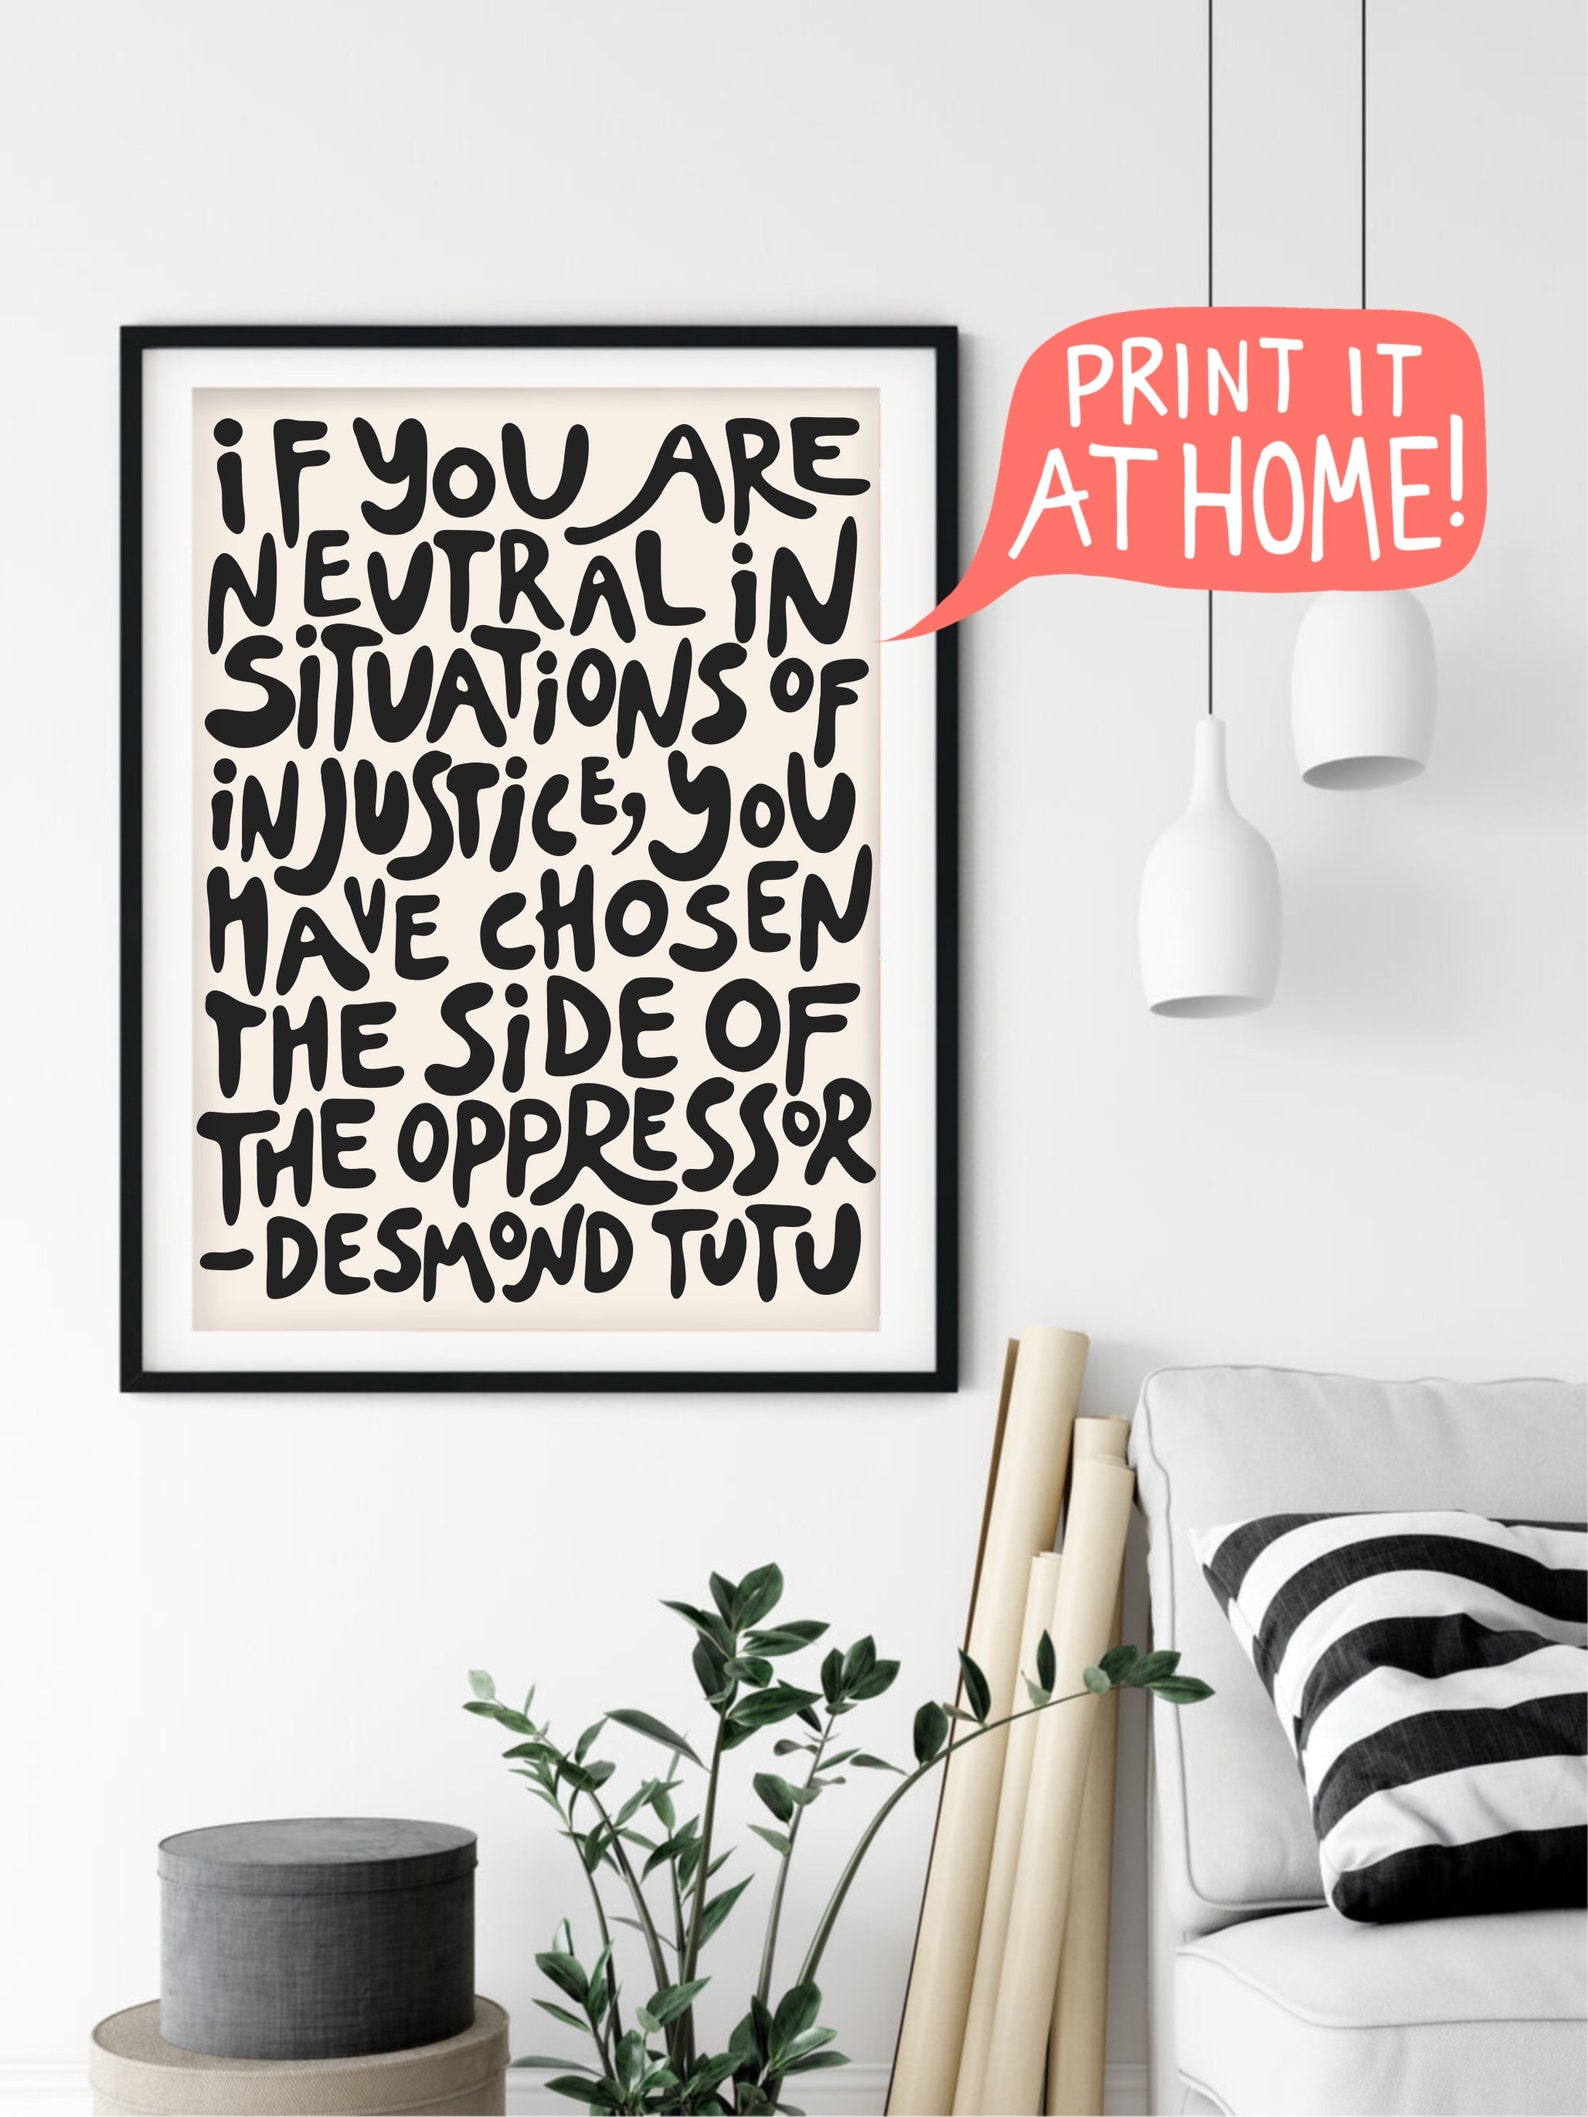 iF YOU ARE
NEUTRAL iN
SiTUATiONS OF
iNJUSTiCE, YOU
HAVE CHOSEN
THE SiDE OF
THE OPPRESSOR
–DESMOND TUTU
PRINT IT
AT HOME!